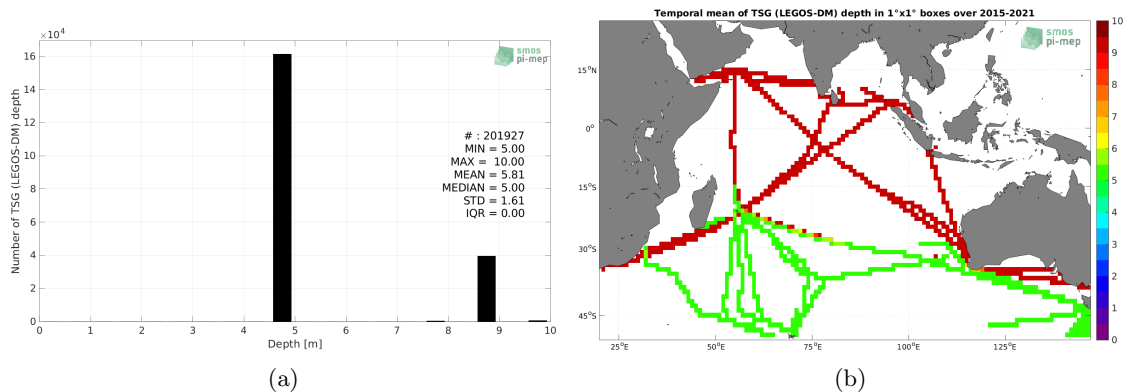 ×10⁴
16
14
12
10
8
6
4
2
0
Number of TSG (LEGOS-DM) depth
smos
pi-mep
# : 201927
MIN = 5.00
MAX = 10.00
MEAN = 5.81
MEDIAN = 5.00
STD = 1.61
IQR = 0.00
0 1 2 3 4 5 6 7 8 9 10
Depth [m]
(a)
Temporal mean of TSG (LEGOS-DM) depth in 1°x1° boxes over 2015-2021
smos
pi-mep
15°N
0°
15°S
30°S
45°S
25°E 50°E 75°E 100°E 125°E
10
9
8
7
6
5
4
3
2
1
0
(b)